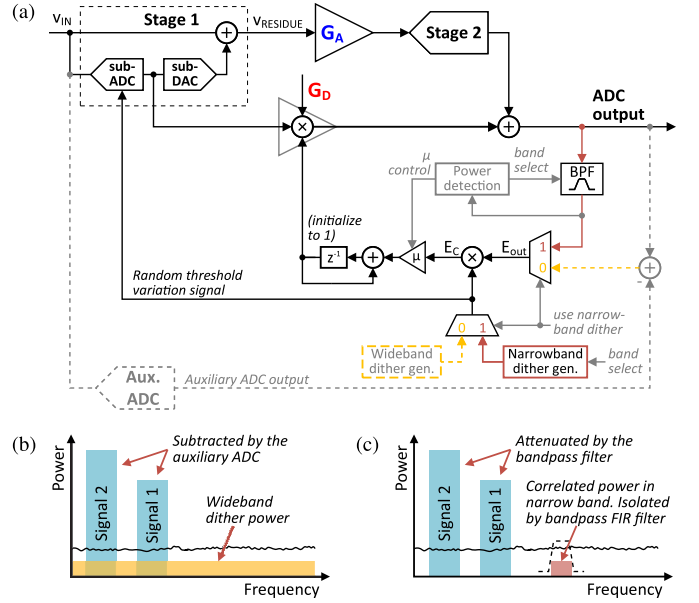 (a)
VIN
Stage 1
VRESIDUE
GA
Stage 2
sub-
ADC
sub-
DAC
GD
ADC
output
μ
control
Power
detection
band
select
BPF
(initialize
to 1)
z-1
μ
EC
Eout
1
0
Random threshold
variation signal
0 1
use narrow-
band dither
Wideband
dither gen.
Narrowband
dither gen.
band
select
Aux.
ADC
Auxiliary ADC output
(b)
Power
Signal 2
Signal 1
Subtracted by the
auxiliary ADC
Wideband
dither power
Frequency
(c)
Power
Signal 2
Signal 1
Attenuated by the
bandpass filter
Correlated power in
narrow band. Isolated
by bandpass FIR filter
Frequency